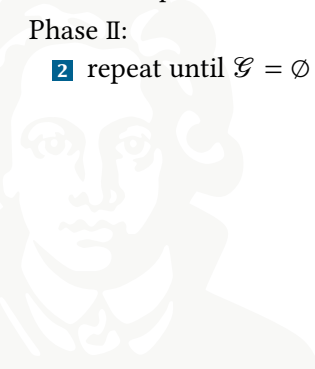 Phase II:
2 repeat until 𝒢 = ∅